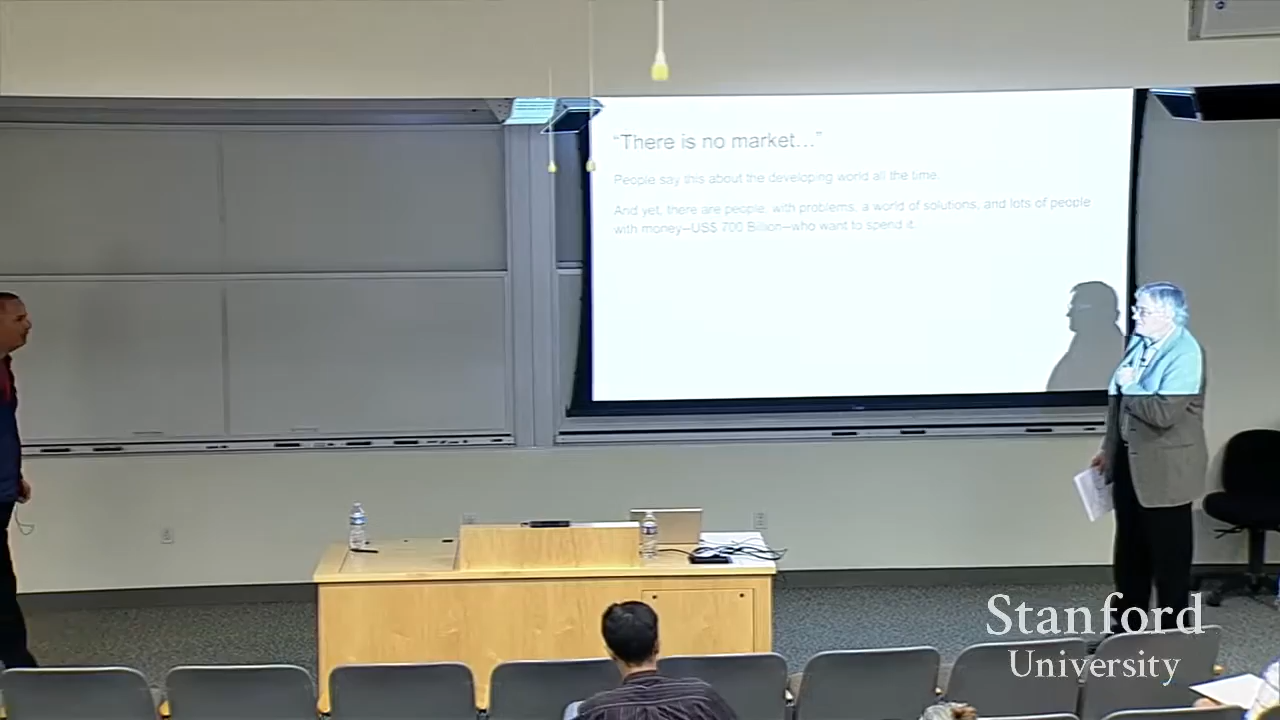 “There is no market…”
People say this about the developing world all the time.
And yet, there are people, with problems, a world of solutions, and lots of people
with money—US$ 700 Billion—who want to spend it.
Stanford
University